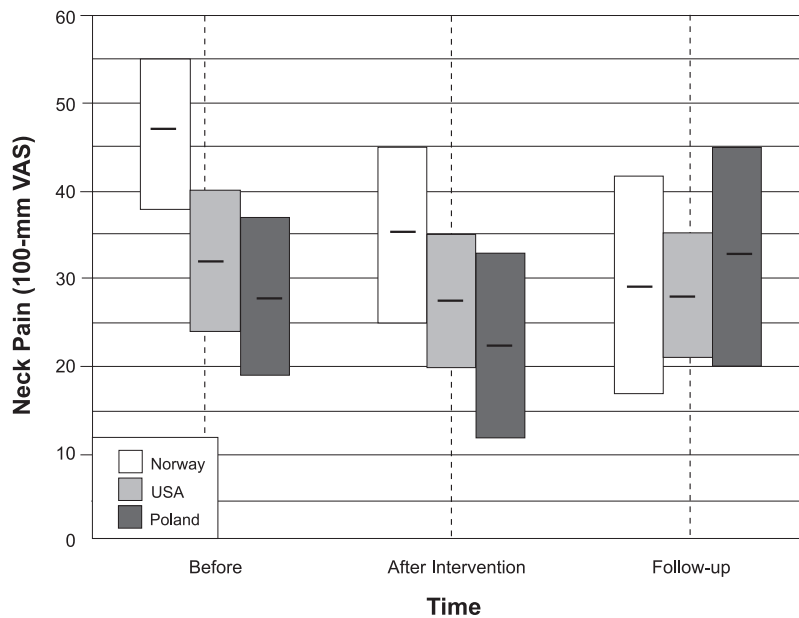 Neck Pain (100-mm VAS)
60
50
40
30
20
10
0
Norway
USA
Poland
Before
After Intervention
Follow-up
Time